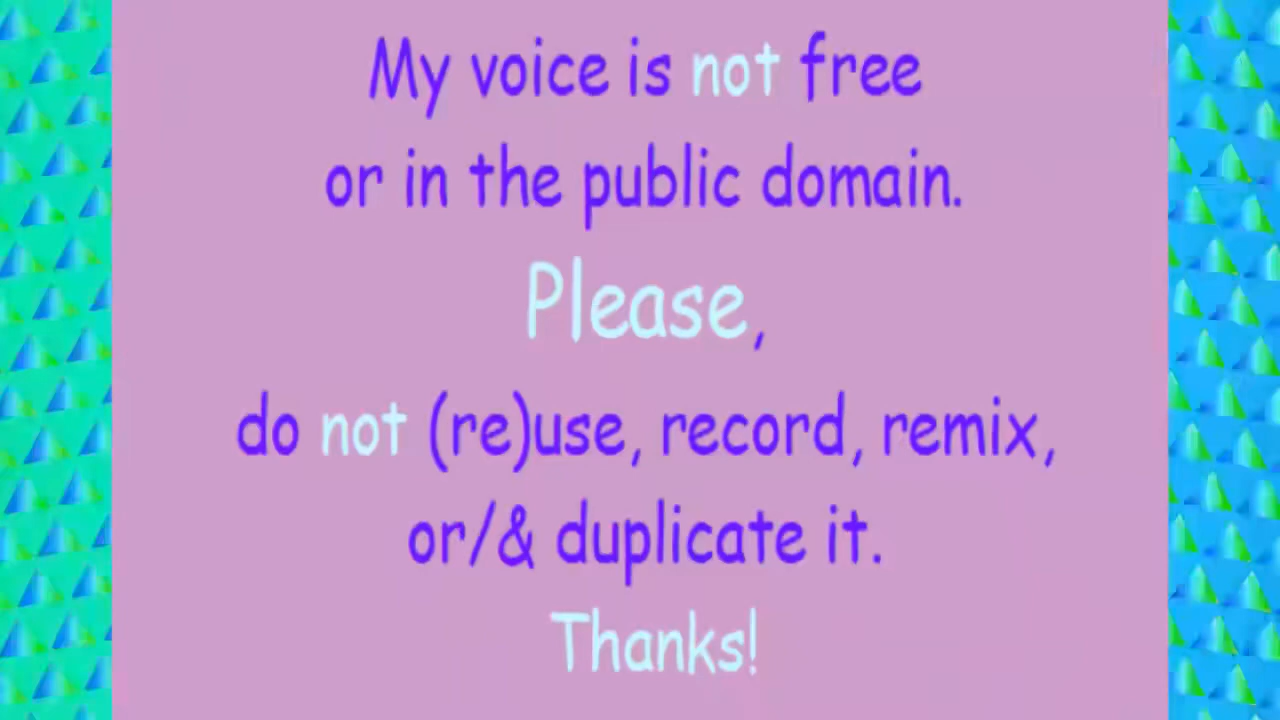 My voice is not free
or in the public domain.
Please,
do not (re)use, record, remix,
or/& duplicate it.
Thanks!